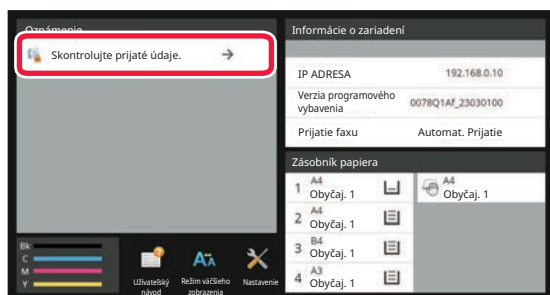 Oznámenie
Skontrolujte prijaté údaje.
Informácie o zariadení
IP ADRESA 192.168.0.10
Verzia programového
vybavenia
0078Q1Af_23030100
Prijatie faxu Automat. Prijatie
Zásobník papiera
1 A4
Obyčaj. 1
A4
Obyčaj. 1
2 A4
Obyčaj. 1
3 B4
Obyčaj. 1
4 A3
Obyčaj. 1
Bk
C
M
Y
Užívateľský
návod
Režim väčšieho
zobrazenia
Nastavenie